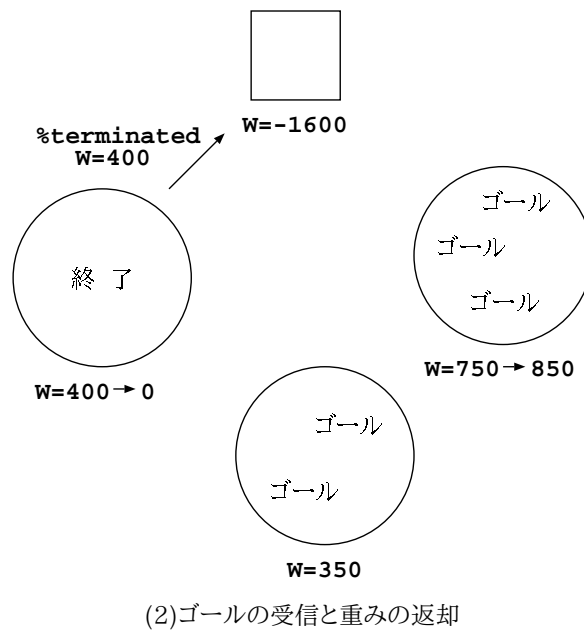 W=-1600
%terminated
W=400
終 了
W=400→0
ゴール
ゴール
ゴール
W=750→850
ゴール
ゴール
W=350
(2)ゴールの受信と重みの返却